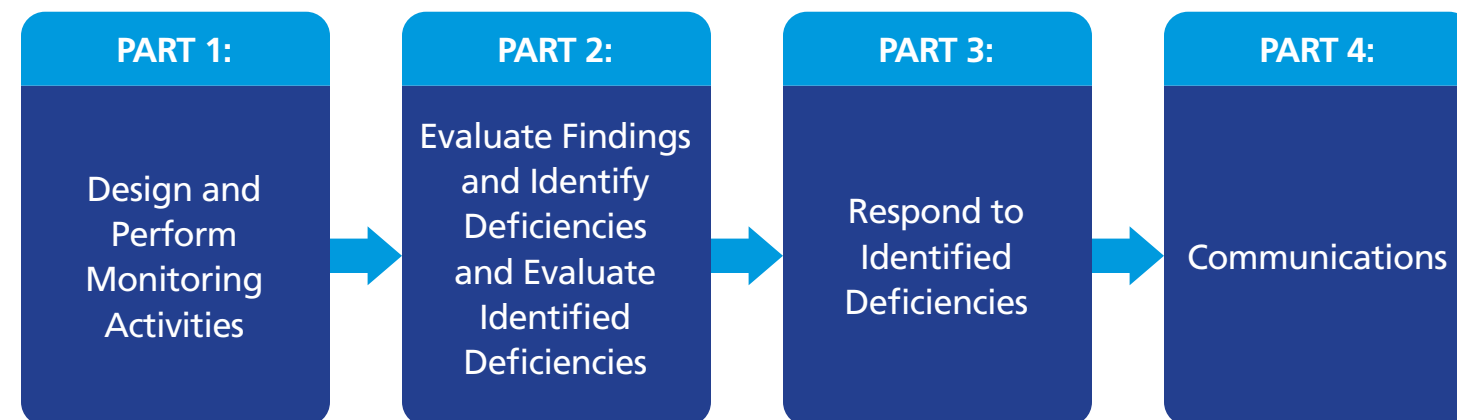 PART 1:
Design and
Perform
Monitoring
Activities
PART 2:
Evaluate Findings
and Identify
Deficiencies
and Evaluate
Identified
Deficiencies
PART 3:
Respond to
Identified
Deficiencies
PART 4:
Communications